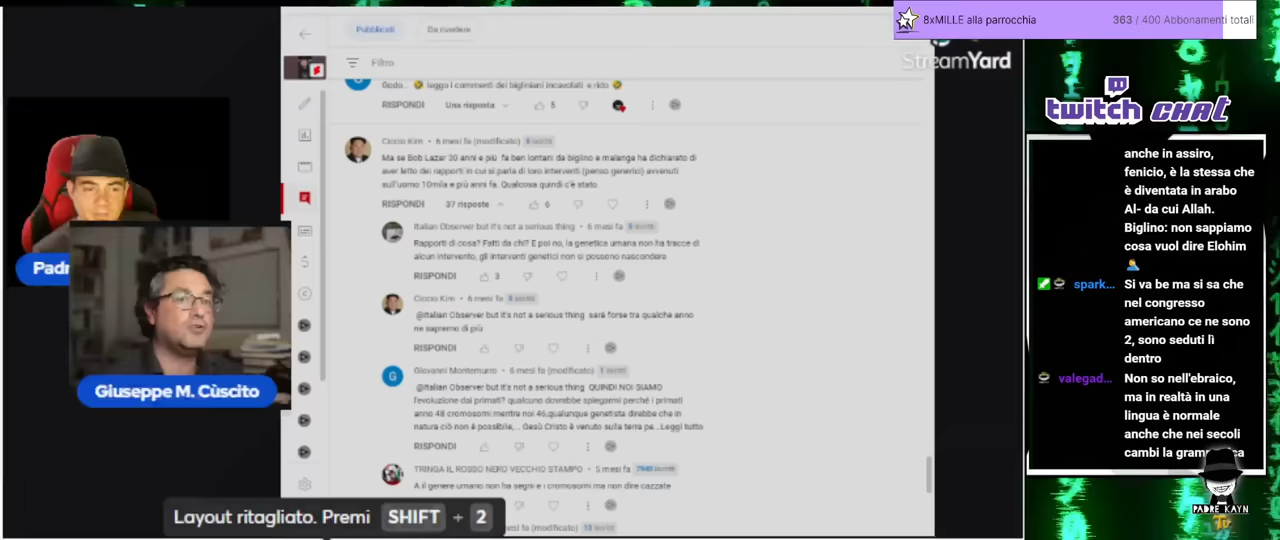 8xMILLE alla parrocchia
363 / 400 Abbonamenti totali
StreamYard
twitch CHAT
Pubblicati
Da rivedere
Filtro
Godo... 🤣 leggo i commenti dei bigliniani incavolati e rido 🤣
RISPONDI Una risposta 5
Ciccio Kim • 6 mesi fa (modificato)
Ma se Bob Lazar 30 anni e più fa ben lontani da biglino e malanga ha dichiarato di
aver letto dei rapporti in cui si parla di loro interventi (penso generici) avvenuti
sull'uomo 10mila e più anni fa. Qualcosa quindi c'è stato
RISPONDI 37 risposte 6
Italian Observer but it's not a serious thing • 6 mesi fa
Rapporti di cosa? Fatti da chi? E poi no, la genetica umana non ha tracce di
alcun intervento, gli interventi genetici non si possono nascondere
RISPONDI 3
Ciccio Kim • 6 mesi fa
@Italian Observer but it's not a serious thing sarà forse tra qualche anno
ne sapremo di più
RISPONDI
Giovanni Montemurro • 6 mesi fa (modificato)
@Italian Observer but it's not a serious thing QUINDI NOI SIAMO
l'evoluzione dai primati? qualcuno dovrebbe spiegarmi perché i primati
anno 48 cromosomi mentre noi 46,qualunque genetista direbbe che in
natura ciò non è possibile,.. Gesù Cristo è venuto sulla terra pe...Leggi tutto
RISPONDI
TRINGA IL ROSSO NERO VECCHIO STAMPO • 5 mesi fa
A il genere umano non ha segni e i cromosomi ma non dire cazzate
(modificato)
Padr
Giuseppe M. Cùscito
Layout ritagliato. Premi SHIFT + 2
anche in assiro,
fenicio, è la stessa che
è diventata in arabo
Al- da cui Allah.
Biglino: non sappiamo
cosa vuol dire Elohim
🤦
spark... Si va be ma si sa che
nel congresso
americano ce ne sono
2, sono seduti lì
dentro
valegad... Non so nell'ebraico,
ma in realtà in una
lingua è normale
anche che nei secoli
cambi la grammatica
PADRE KAYN
Tv